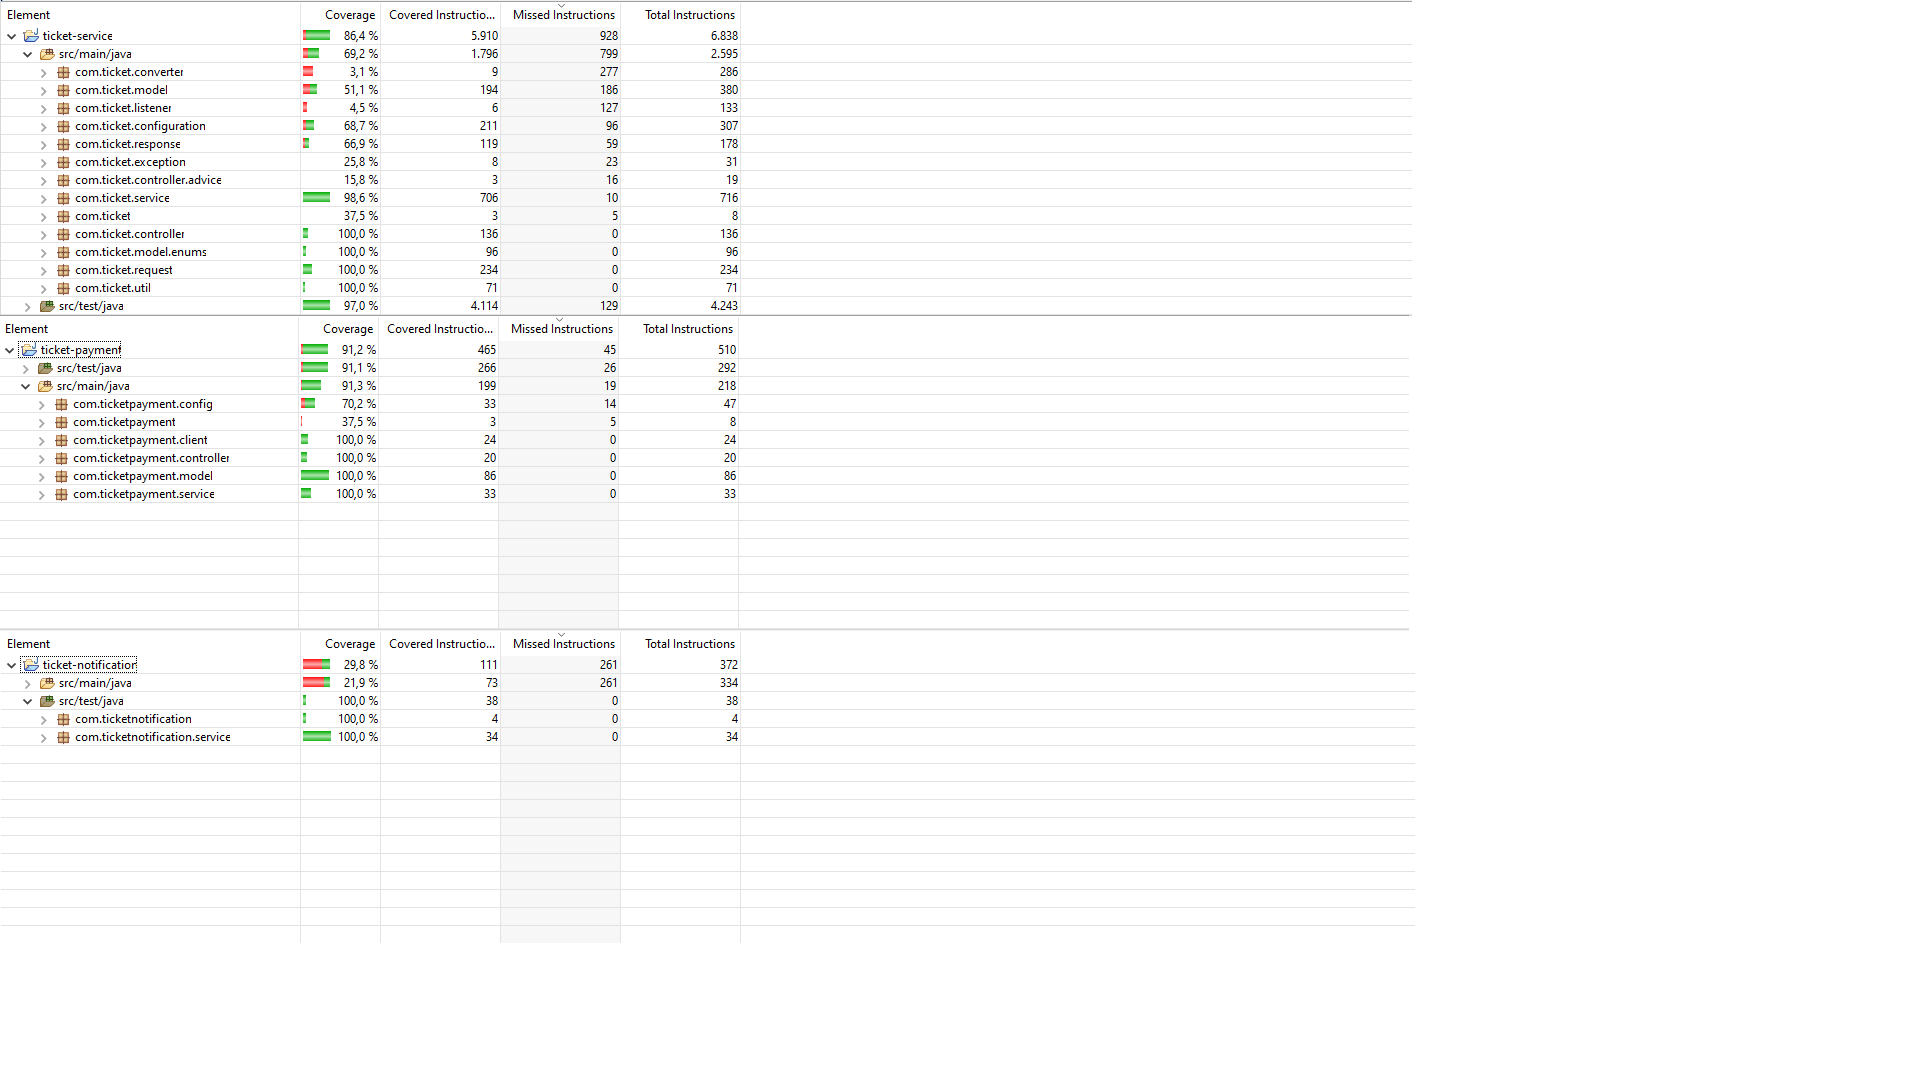 Element Coverage Covered Instructio... Missed Instructions Total Instructions
ticket-service 86,4 % 5.910 928 6.838
src/main/java 69,2 % 1.796 799 2.595
com.ticket.converter 3,1 % 9 277 286
com.ticket.model 51,1 % 194 186 380
com.ticket.listener 4,5 % 6 127 133
com.ticket.configuration 68,7 % 211 96 307
com.ticket.response 66,9 % 119 59 178
com.ticket.exception 25,8 % 8 23 31
com.ticket.controller.advice 15,8 % 3 16 19
com.ticket.service 98,6 % 706 10 716
com.ticket 37,5 % 3 5 8
com.ticket.controller 100,0 % 136 0 136
com.ticket.model.enums 100,0 % 96 0 96
com.ticket.request 100,0 % 234 0 234
com.ticket.util 100,0 % 71 0 71
src/test/java 97,0 % 4.114 129 4.243
Element Coverage Covered Instructio... Missed Instructions Total Instructions
ticket-payment 91,2 % 465 45 510
src/test/java 91,1 % 266 26 292
src/main/java 91,3 % 199 19 218
com.ticketpayment.config 70,2 % 33 14 47
com.ticketpayment 37,5 % 3 5 8
com.ticketpayment.client 100,0 % 24 0 24
com.ticketpayment.controller 100,0 % 20 0 20
com.ticketpayment.model 100,0 % 86 0 86
com.ticketpayment.service 100,0 % 33 0 33
Element Coverage Covered Instructio... Missed Instructions Total Instructions
ticket-notification 29,8 % 111 261 372
src/main/java 21,9 % 73 261 334
src/test/java 100,0 % 38 0 38
com.ticketnotification 100,0 % 4 0 4
com.ticketnotification.service 100,0 % 34 0 34